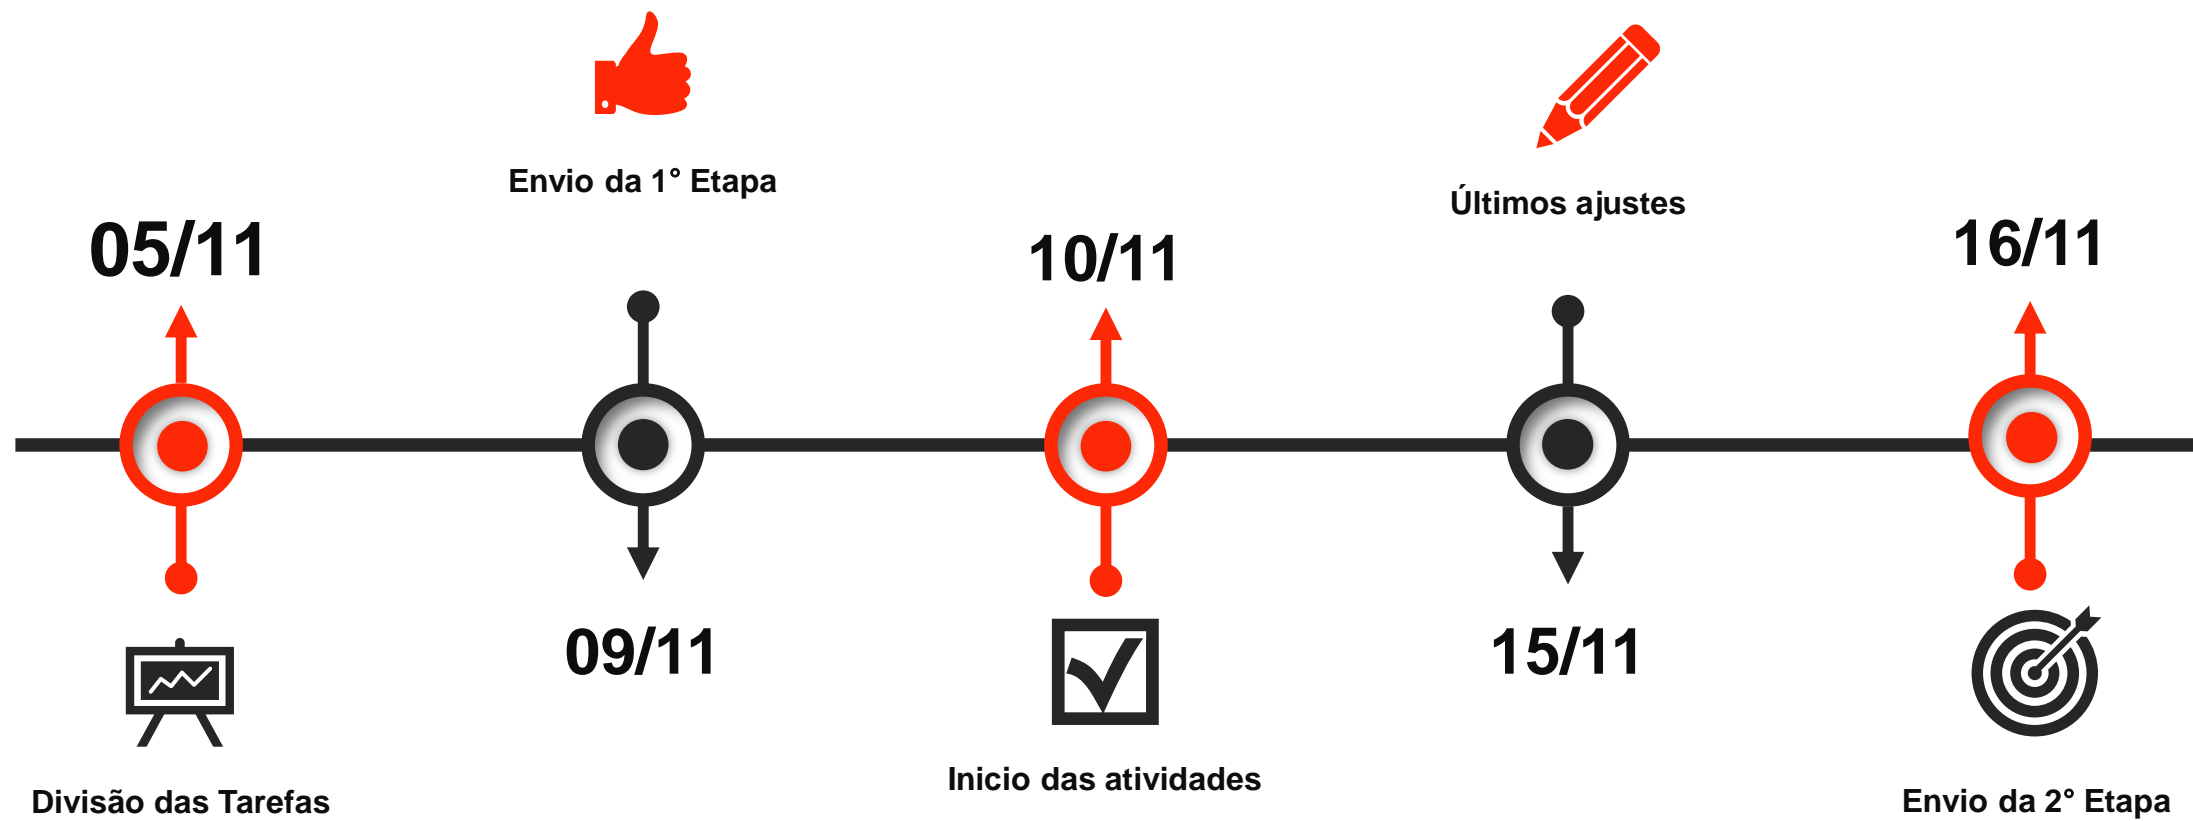 05/11
Divisão das Tarefas
Envio da 1° Etapa
09/11
10/11
Inicio das atividades
Últimos ajustes
15/11
16/11
Envio da 2° Etapa